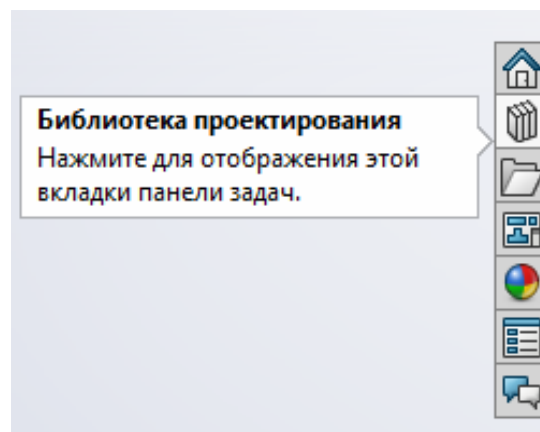 Библиотека проектирования
Нажмите для отображения этой
вкладки панели задач.